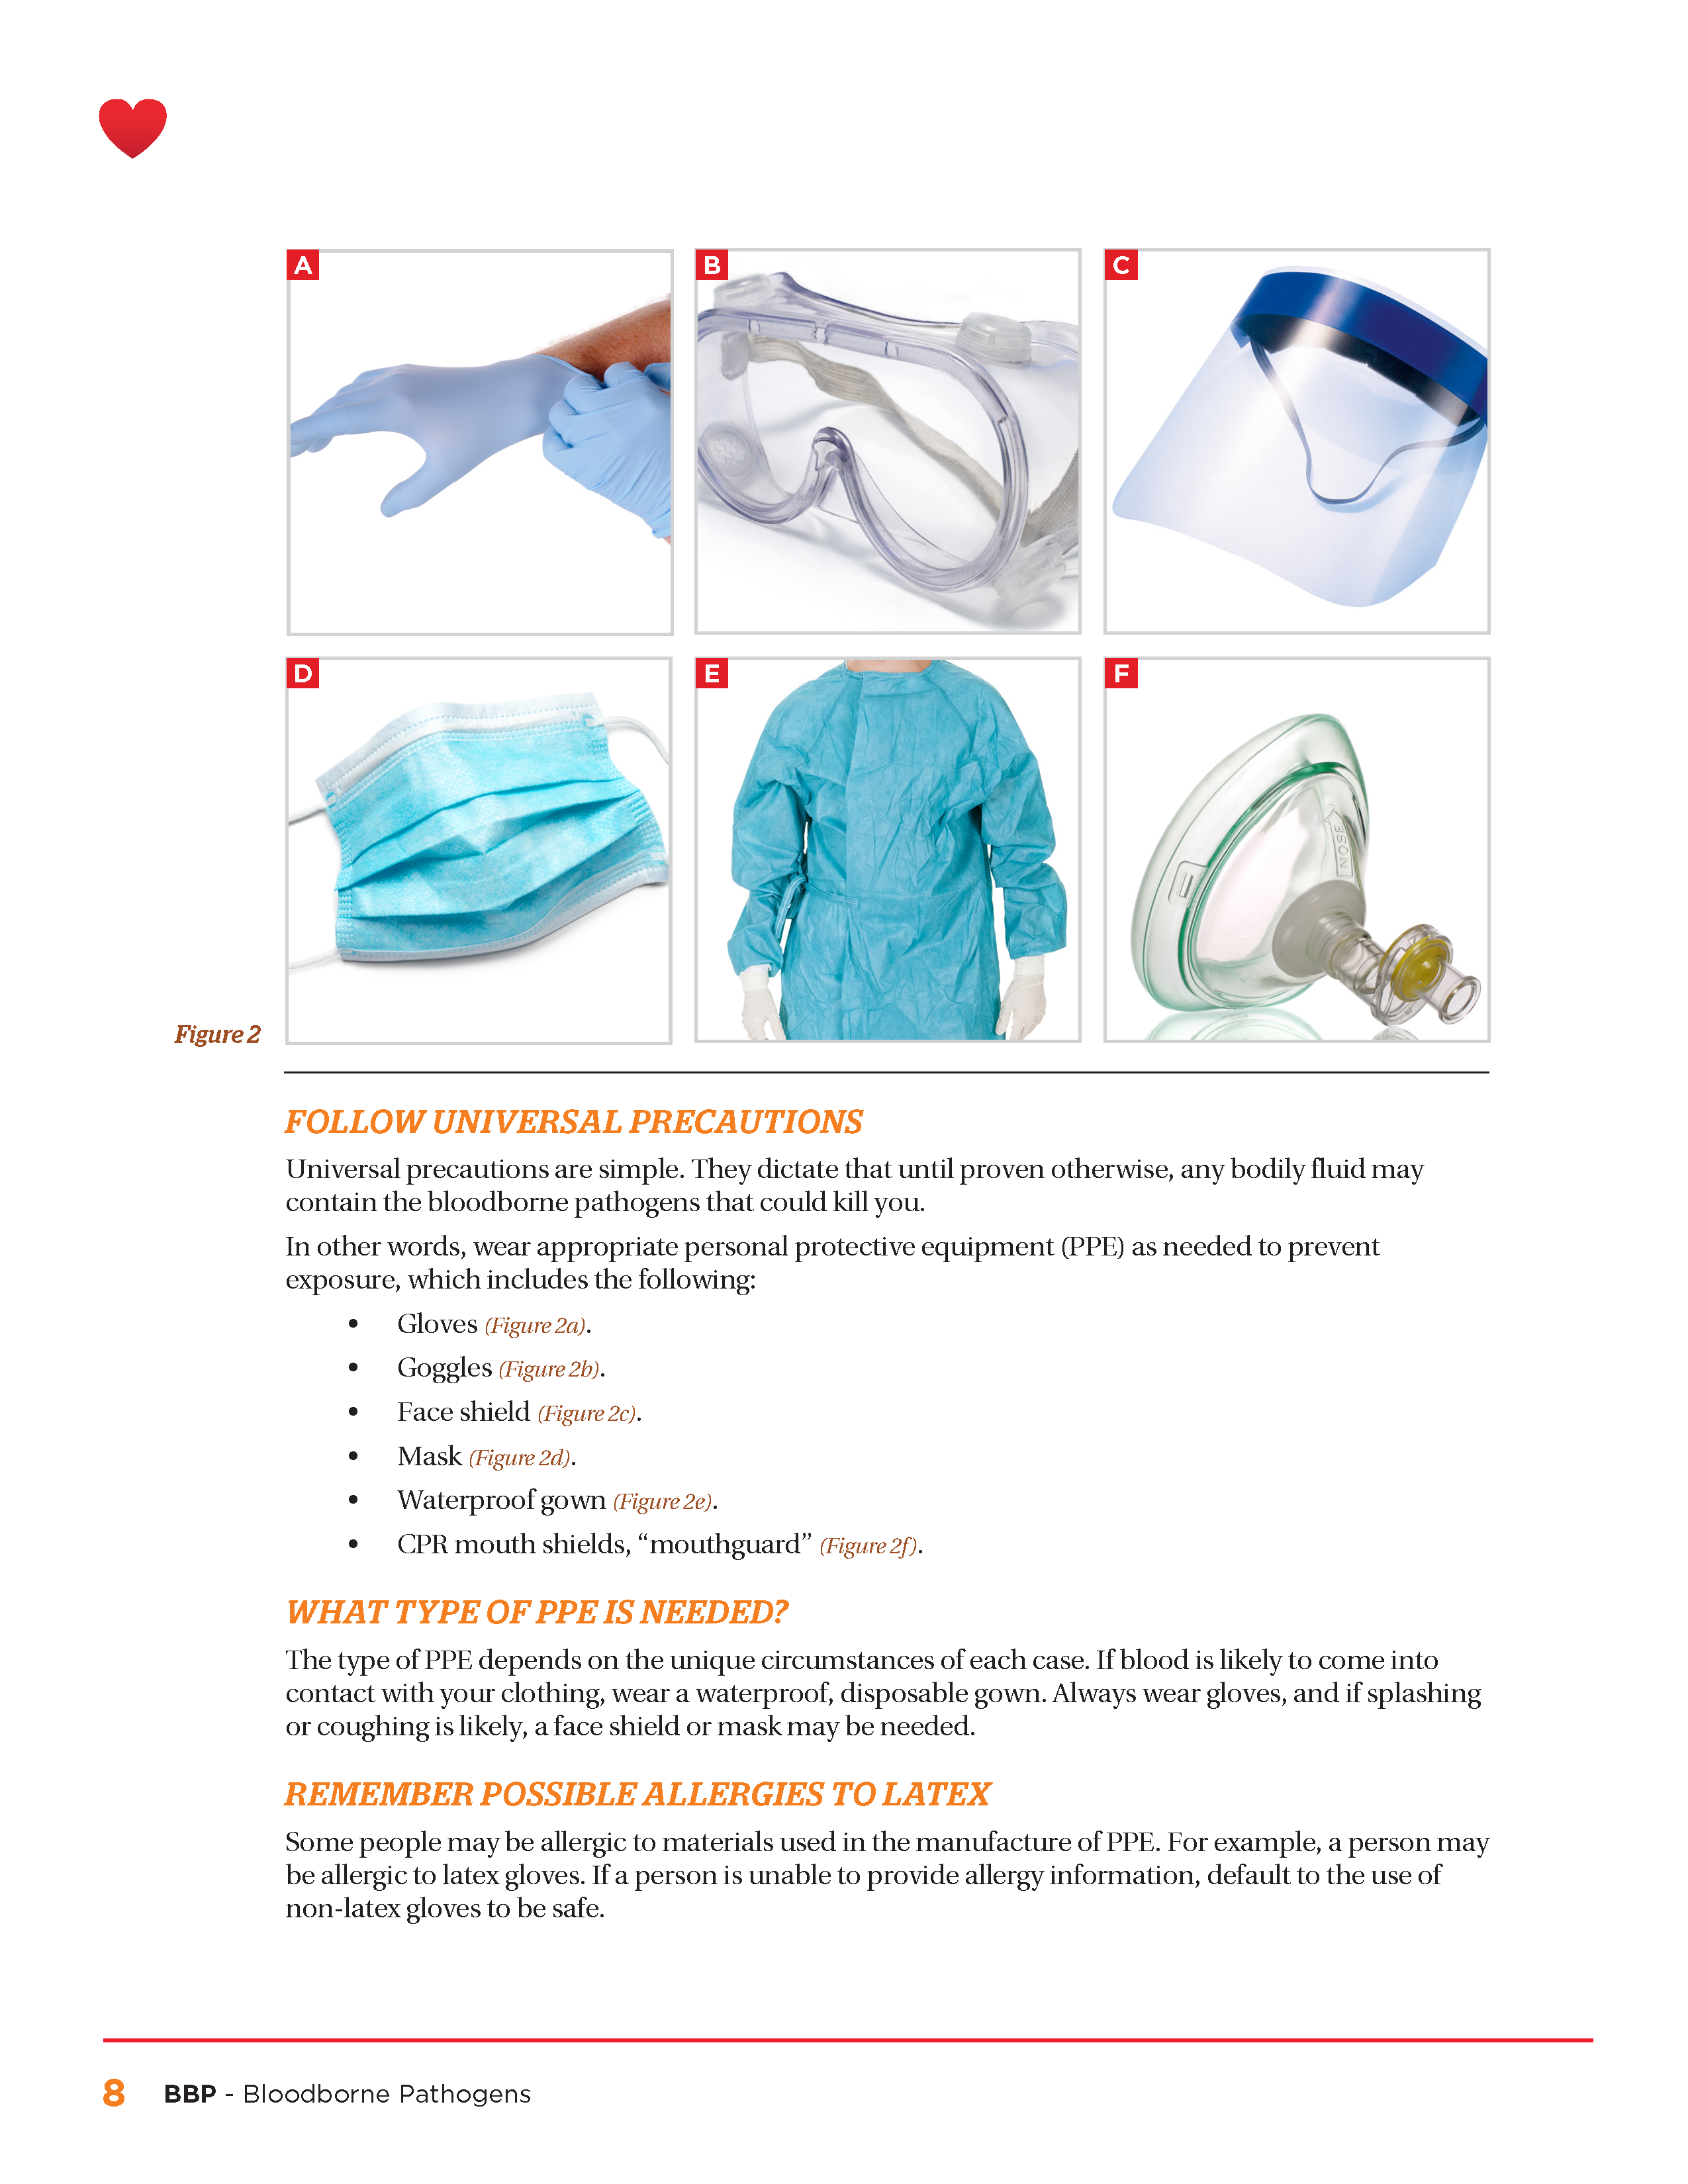 A
B
C
D
E
F
NOSE
Figure 2
FOLLOW UNIVERSAL PRECAUTIONS
Universal precautions are simple. They dictate that until proven otherwise, any bodily fluid may
contain the bloodborne pathogens that could kill you.
In other words, wear appropriate personal protective equipment (PPE) as needed to prevent
exposure, which includes the following:
• Gloves (Figure 2a).
• Goggles (Figure 2b).
• Face shield (Figure 2c).
• Mask (Figure 2d).
• Waterproof gown (Figure 2e).
• CPR mouth shields, “mouthguard” (Figure 2f).
WHAT TYPE OF PPE IS NEEDED?
The type of PPE depends on the unique circumstances of each case. If blood is likely to come into
contact with your clothing, wear a waterproof, disposable gown. Always wear gloves, and if splashing
or coughing is likely, a face shield or mask may be needed.
REMEMBER POSSIBLE ALLERGIES TO LATEX
Some people may be allergic to materials used in the manufacture of PPE. For example, a person may
be allergic to latex gloves. If a person is unable to provide allergy information, default to the use of
non-latex gloves to be safe.
8 BBP - Bloodborne Pathogens